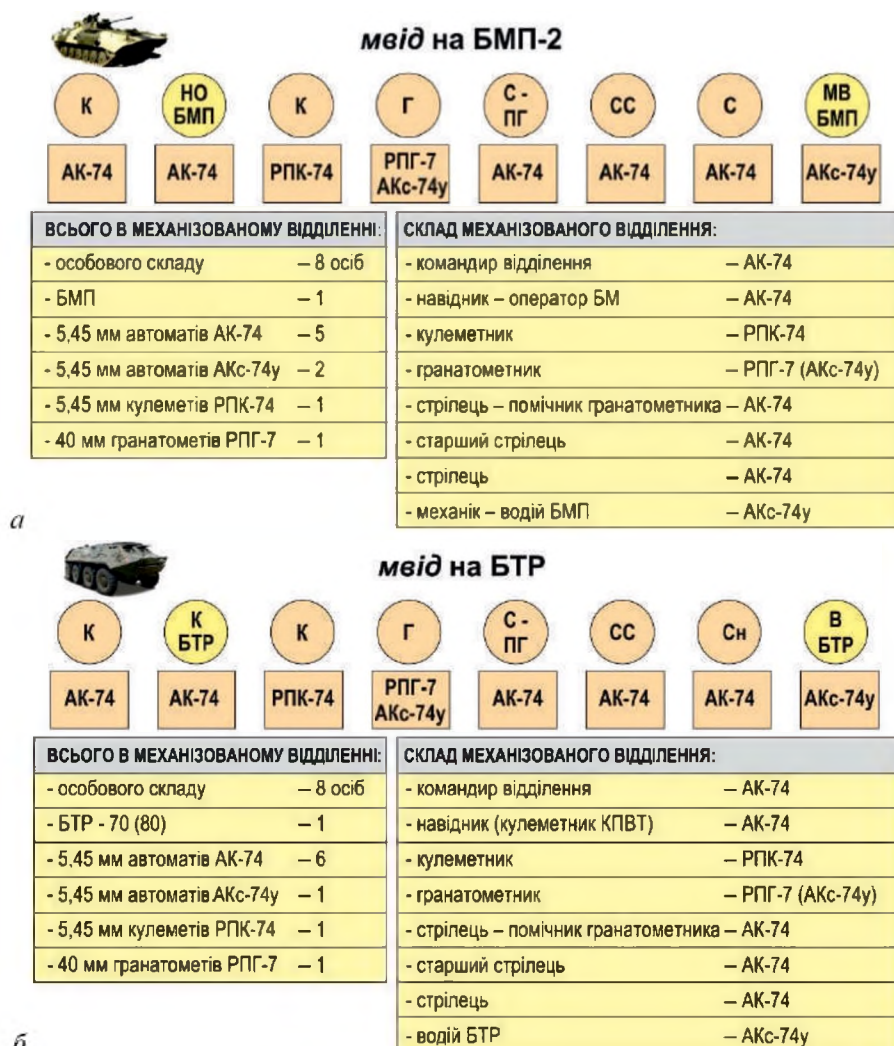 мвід на БМП-2
К НО БМП К Г С - ПГ СС С МВ БМП
АК-74 АК-74 РПК-74 РПГ-7 АКс-74у АК-74 АК-74 АК-74 АКс-74у
ВСЬОГО В МЕХАНІЗОВАНОМУ ВІДДІЛЕННІ:
- особового складу – 8 осіб
- БМП – 1
- 5,45 мм автоматів АК-74 – 5
- 5,45 мм автоматів АКс-74у – 2
- 5,45 мм кулеметів РПК-74 – 1
- 40 мм гранатометів РПГ-7 – 1
СКЛАД МЕХАНІЗОВАНОГО ВІДДІЛЕННЯ:
- командир відділення – АК-74
- навідник – оператор БМ – АК-74
- кулеметник – РПК-74
- гранатометник – РПГ-7 (АКс-74у)
- стрілець – помічник гранатометника – АК-74
- старший стрілець – АК-74
- стрілець – АК-74
- механік – водій БМП – АКс-74у
а
мвід на БТР
К К БТР К Г С - ПГ СС Сн В БТР
АК-74 АК-74 РПК-74 РПГ-7 АКс-74у АК-74 АК-74 АК-74 АКс-74у
ВСЬОГО В МЕХАНІЗОВАНОМУ ВІДДІЛЕННІ:
- особового складу – 8 осіб
- БТР - 70 (80) – 1
- 5,45 мм автоматів АК-74 – 6
- 5,45 мм автоматів АКс-74у – 1
- 5,45 мм кулеметів РПК-74 – 1
- 40 мм гранатометів РПГ-7 – 1
СКЛАД МЕХАНІЗОВАНОГО ВІДДІЛЕННЯ:
- командир відділення – АК-74
- навідник (кулеметник КПВТ) – АК-74
- кулеметник – РПК-74
- гранатометник – РПГ-7 (АКс-74у)
- стрілець – помічник гранатометника – АК-74
- старший стрілець – АК-74
- стрілець – АК-74
- водій БТР – АКс-74у
б